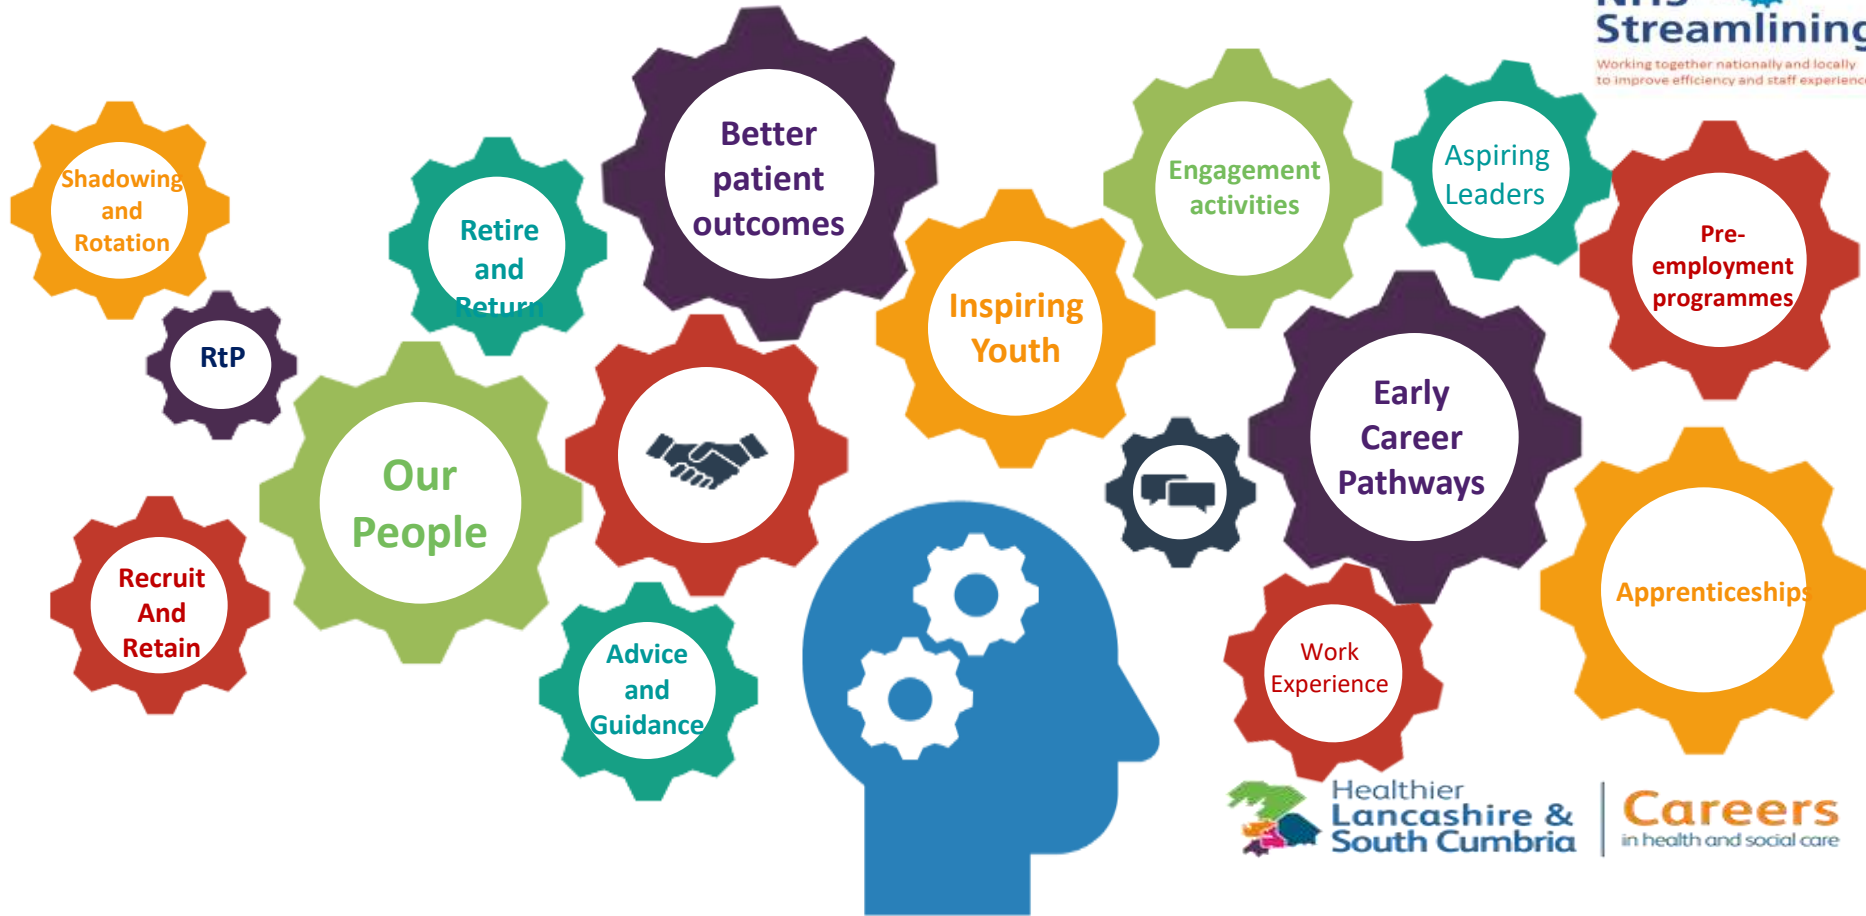 NHS
Streamlining
Working together nationally and locally
to improve efficiency and staff experience
Shadowing
and
Rotation
RtP
Retire
and
Return
Better
patient
outcomes
Engagement
activities
Aspiring
Leaders
Pre-
employment
programmes
Inspiring
Youth
Early
Career
Pathways
Our
People
Recruit
And
Retain
Advice
and
Guidance
Work
Experience
Apprenticeships
Healthier
Lancashire &
South Cumbria
Careers
in health and social care